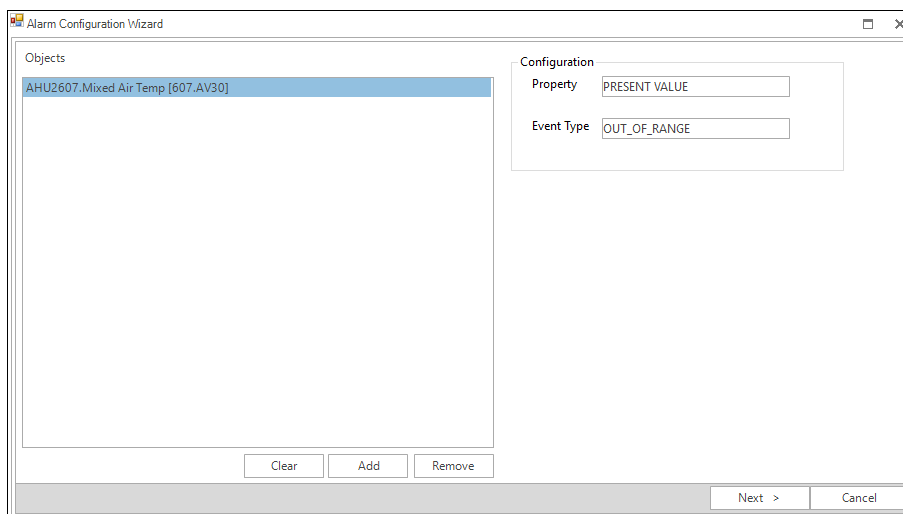 Alarm Configuration Wizard
Objects
AHU2607.Mixed Air Temp [607.AV30]
Configuration
Property PRESENT VALUE
Event Type OUT_OF_RANGE
Clear Add Remove
Next > Cancel